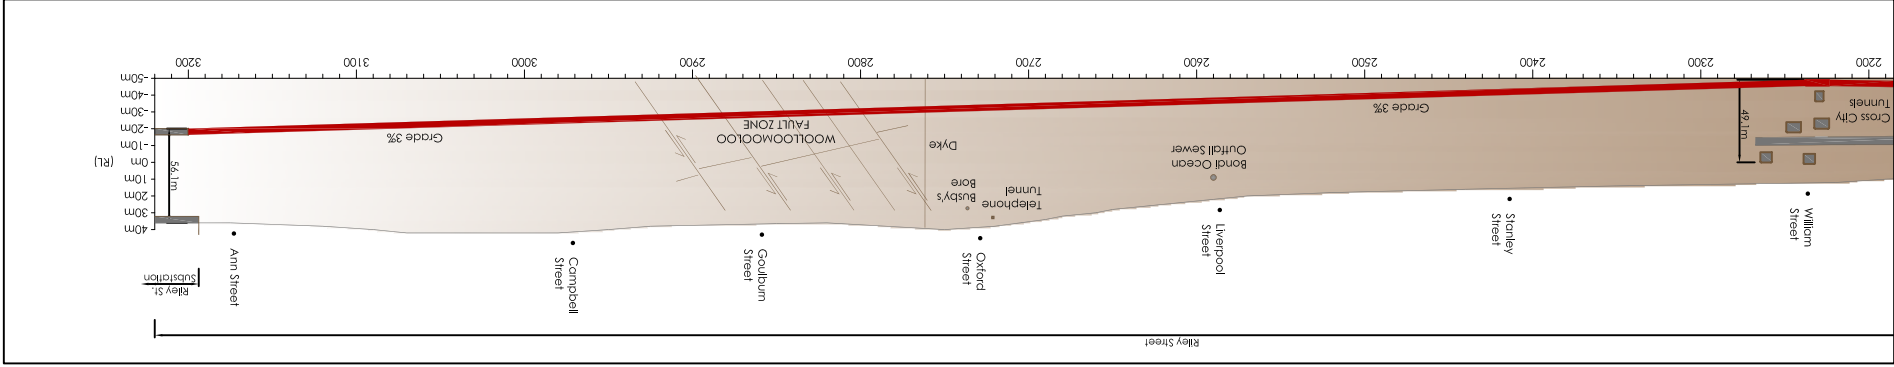 Riley Street
Riley St.
Substation
Ann Street
Campbell
Street
Goulburn
Street
Oxford
Street
Liverpool
Street
Stanley
Street
William
Street
40m
30m
20m
10m
0m
-10m
-20m
-30m
-40m
-50m
(RL)
56.1m
49.1m
Telephone
Tunnel
Busby's
Bore
Bondi Ocean
Outfall Sewer
Dyke
WOOLLOOMOOLOO
FAULT ZONE
Grade 3%
Grade 3%
Cross City
Tunnels
2200
2300
2400
2500
2600
2700
2800
2900
3000
3100
3200